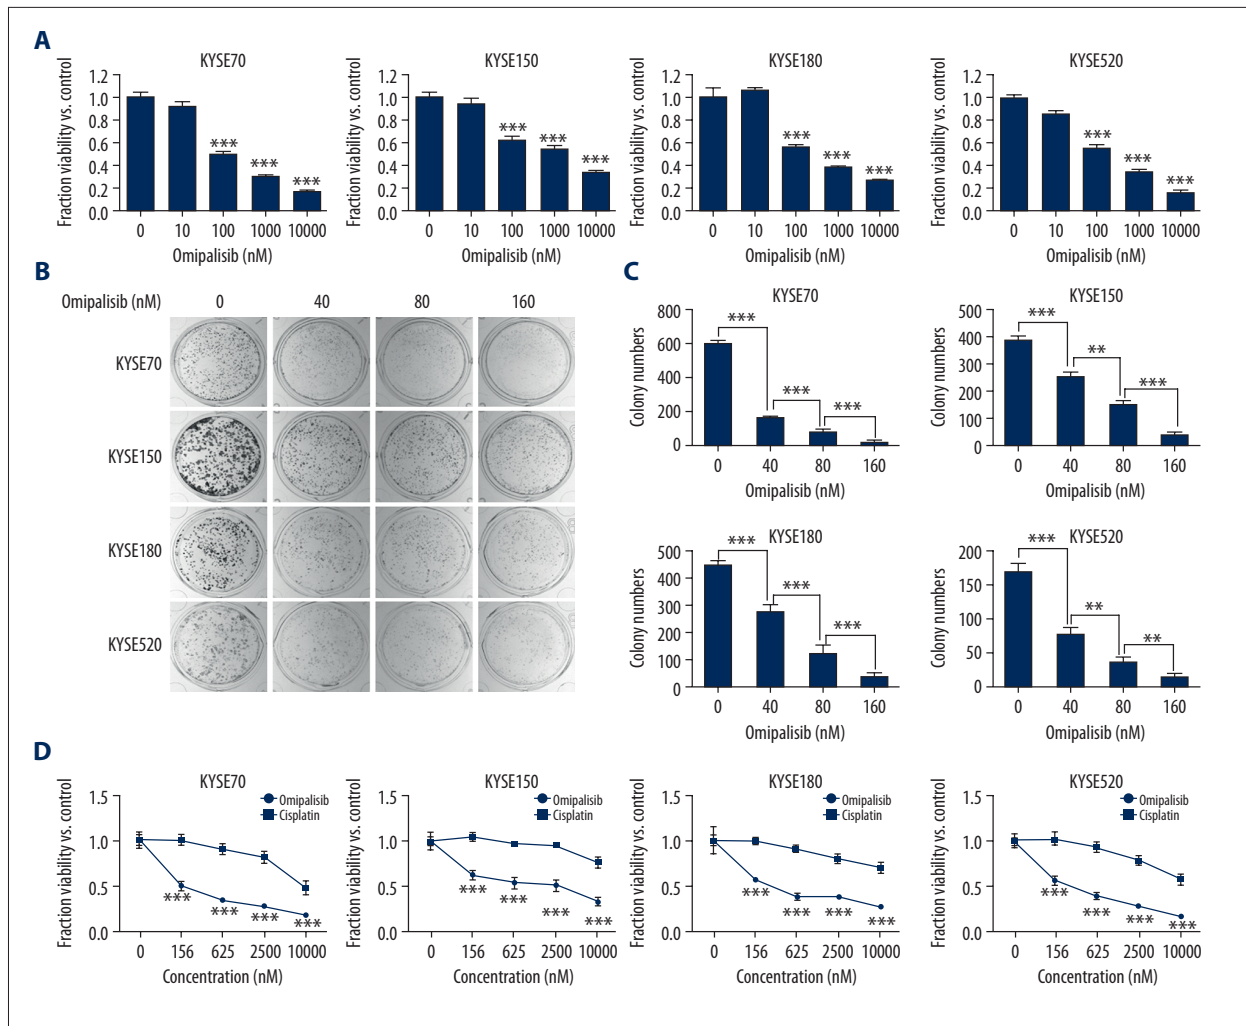 A
KYSE70
KYSE150
KYSE180
KYSE520
Fraction viability vs. control
1.2
1.0
0.8
0.6
0.4
0.2
0.0
***
***
***
0 10 100 1000 10000
Omipalisib (nM)
Fraction viability vs. control
1.2
1.0
0.8
0.6
0.4
0.2
0.0
***
***
***
0 10 100 1000 10000
Omipalisib (nM)
Fraction viability vs. control
1.2
1.0
0.8
0.6
0.4
0.2
0.0
***
***
***
0 10 100 1000 10000
Omipalisib (nM)
Fraction viability vs. control
1.2
1.0
0.8
0.6
0.4
0.2
0.0
***
***
***
0 10 100 1000 10000
Omipalisib (nM)
B
Omipalisib (nM) 0 40 80 160
KYSE70
KYSE150
KYSE180
KYSE520
C
KYSE70
Colony numbers
800
600
400
200
0
***
***
***
0 40 80 160
Omipalisib (nM)
KYSE150
Colony numbers
500
400
300
200
100
0
***
**
***
0 40 80 160
Omipalisib (nM)
KYSE180
Colony numbers
500
400
300
200
100
0
***
***
***
0 40 80 160
Omipalisib (nM)
KYSE520
Colony numbers
200
150
100
50
0
***
**
**
0 40 80 160
Omipalisib (nM)
D
KYSE70
Fraction viability vs. control
1.5
1.0
0.5
0.0
Omipalisib
Cisplatin
***
***
***
***
0 156 625 2500 10000
Concentration (nM)
KYSE150
Fraction viability vs. control
1.5
1.0
0.5
0.0
Omipalisib
Cisplatin
***
***
***
***
0 156 625 2500 10000
Concentration (nM)
KYSE180
Fraction viability vs. control
1.5
1.0
0.5
0.0
Omipalisib
Cisplatin
***
***
***
***
0 156 625 2500 10000
Concentration (nM)
KYSE520
Fraction viability vs. control
1.5
1.0
0.5
0.0
Omipalisib
Cisplatin
***
***
***
***
0 156 625 2500 10000
Concentration (nM)